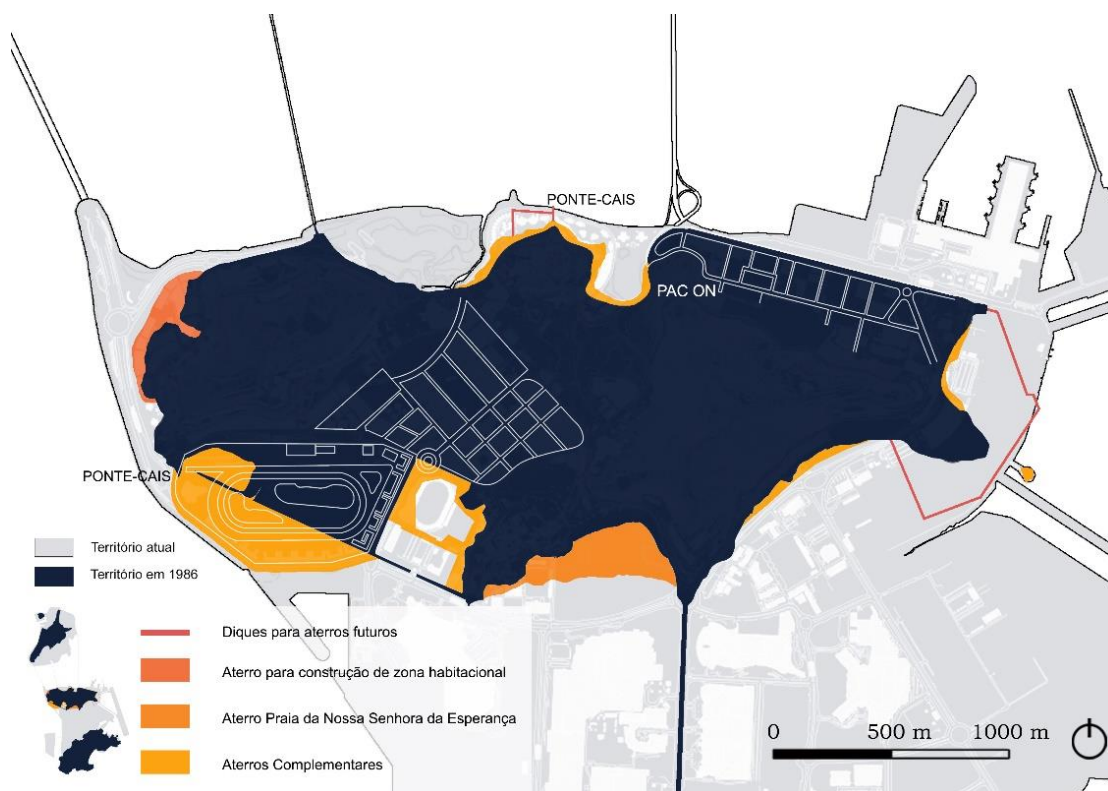 PONTE-CAIS
PAC ON
PONTE-CAIS
Território atual
Território em 1986
Diques para aterros futuros
Aterro para construção de zona habitacional
Aterro Praia da Nossa Senhora da Esperança
Aterros Complementares
0 500 m 1000 m